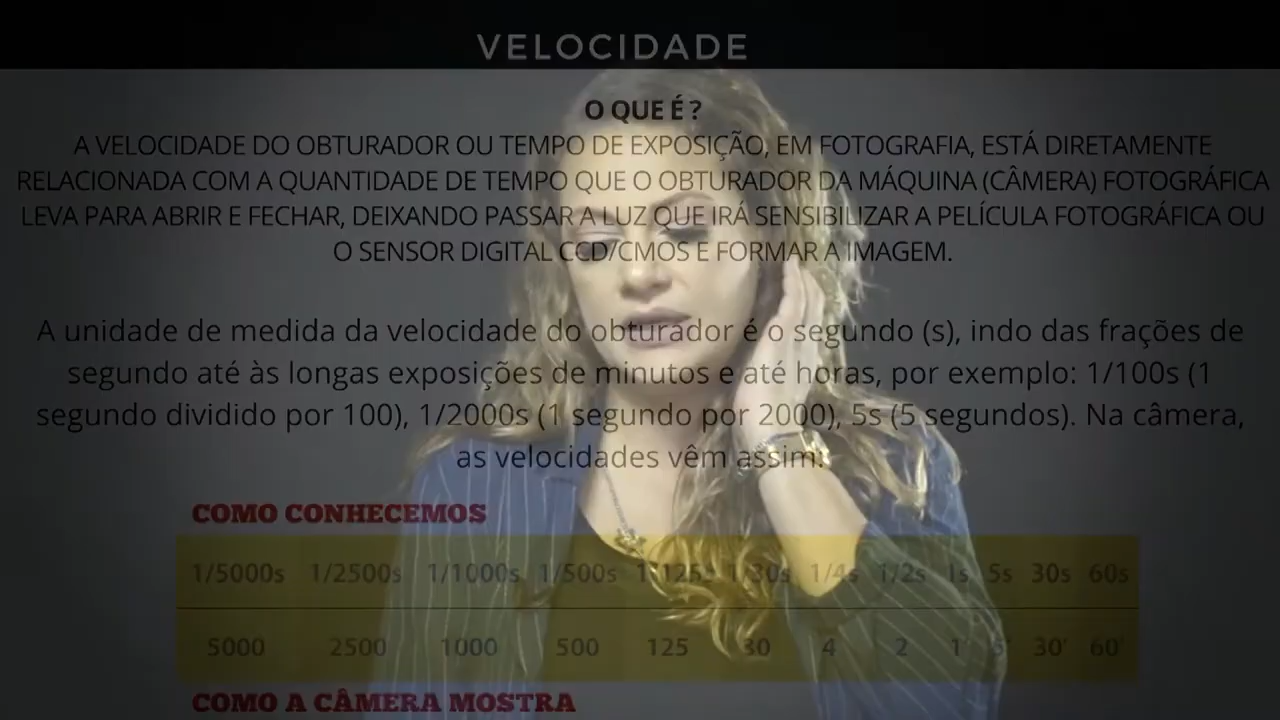 VELOCIDADE
O QUE É ?
A VELOCIDADE DO OBTURADOR OU TEMPO DE EXPOSIÇÃO, EM FOTOGRAFIA, ESTÁ DIRETAMENTE
RELACIONADA COM A QUANTIDADE DE TEMPO QUE O OBTURADOR DA MÁQUINA (CÂMERA) FOTOGRÁFICA
LEVA PARA ABRIR E FECHAR, DEIXANDO PASSAR A LUZ QUE IRÁ SENSIBILIZAR A PELÍCULA FOTOGRÁFICA OU
O SENSOR DIGITAL CCD/CMOS E FORMAR A IMAGEM.
A unidade de medida da velocidade do obturador é o segundo (s), indo das frações de
segundo até às longas exposições de minutos e até horas, por exemplo: 1/100s (1
segundo dividido por 100), 1/2000s (1 segundo por 2000), 5s (5 segundos). Na câmera,
as velocidades vêm assim:
COMO CONHECEMOS
1/5000s 1/2500s 1/1000s 1/500s 1/125s 1/30s 1/4s 1/2s 1s 5s 30s 60s
5000 2500 1000 500 125 30 4 2 1' 5' 30' 60'
COMO A CÂMERA MOSTRA